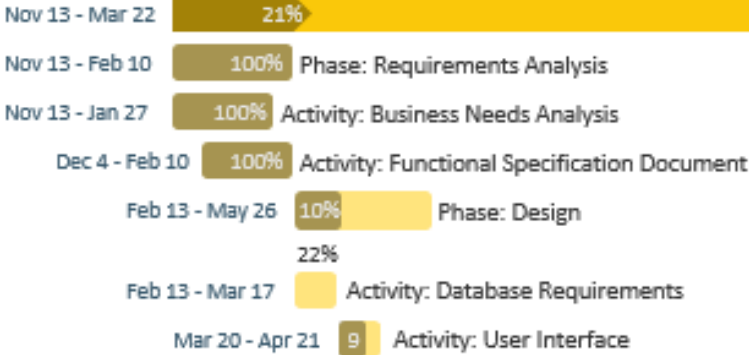 Nov 13 - Mar 22 21%
Nov 13 - Feb 10 100% Phase: Requirements Analysis
Nov 13 - Jan 27 100% Activity: Business Needs Analysis
Dec 4 - Feb 10 100% Activity: Functional Specification Document
Feb 13 - May 26 10% Phase: Design
22%
Feb 13 - Mar 17 Activity: Database Requirements
Mar 20 - Apr 21 9 Activity: User Interface